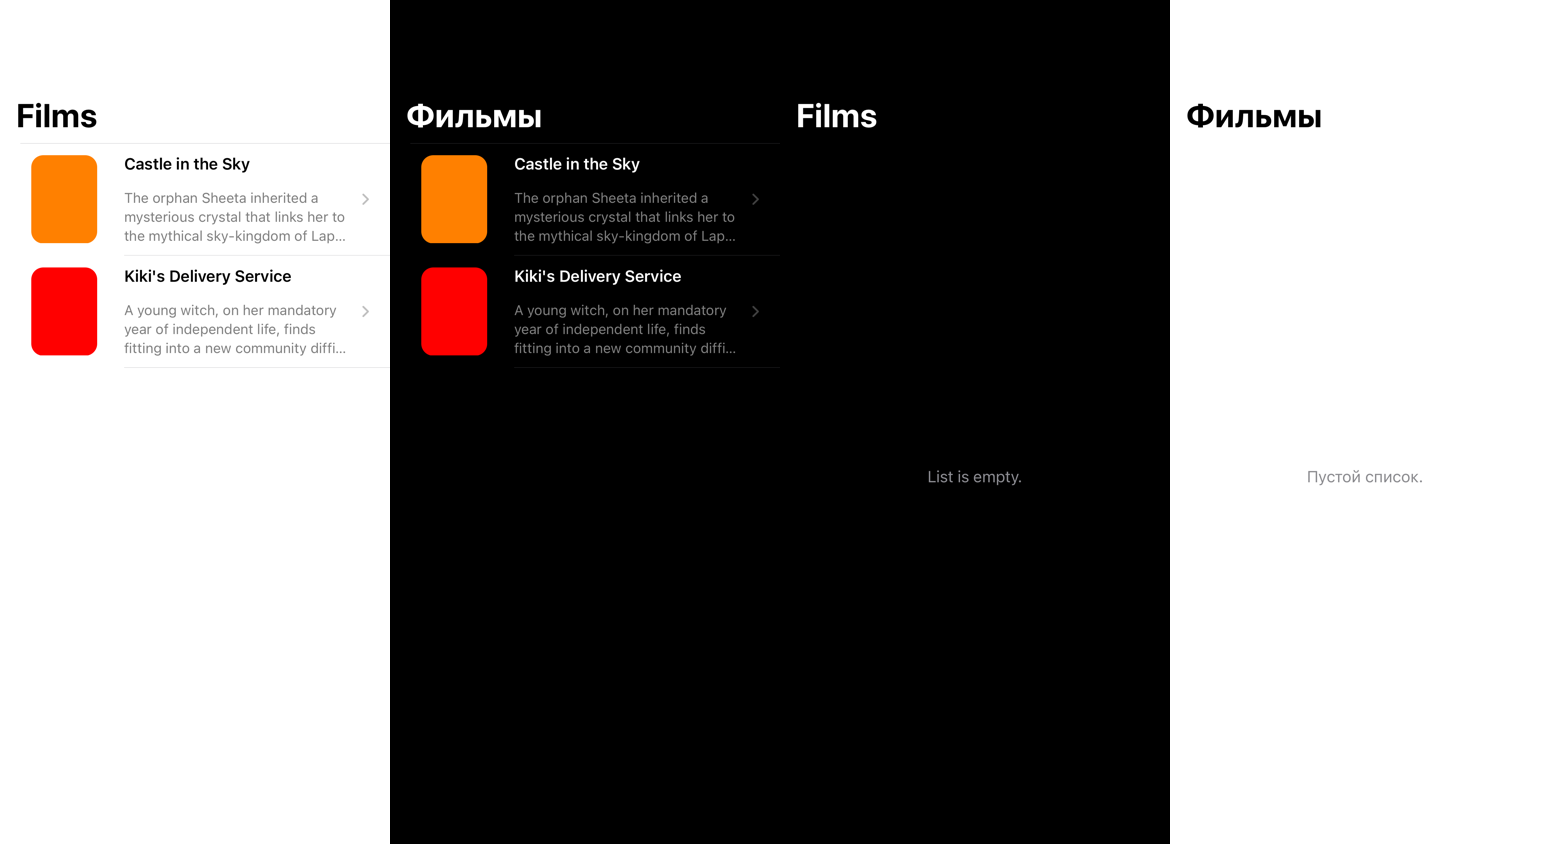 Films
Castle in the Sky
The orphan Sheeta inherited a
mysterious crystal that links her to
the mythical sky-kingdom of Lap...
Kiki's Delivery Service
A young witch, on her mandatory
year of independent life, finds
fitting into a new community diffi...
Фильмы
Castle in the Sky
The orphan Sheeta inherited a
mysterious crystal that links her to
the mythical sky-kingdom of Lap...
Kiki's Delivery Service
A young witch, on her mandatory
year of independent life, finds
fitting into a new community diffi...
Films
List is empty.
Фильмы
Пустой список.